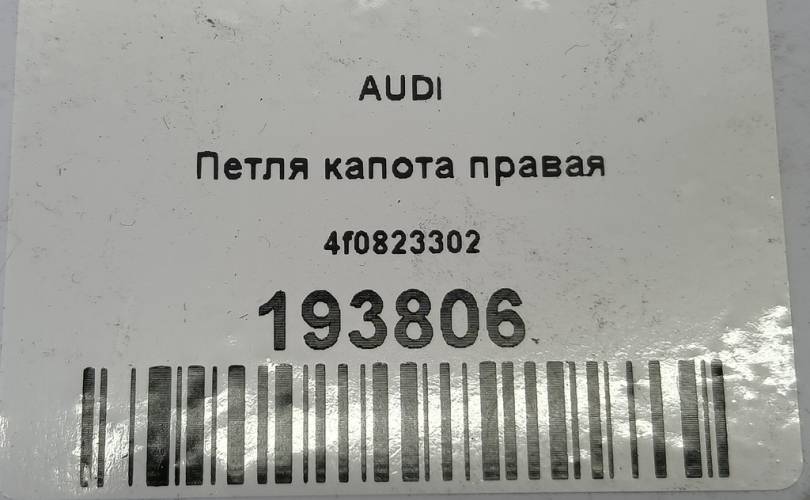 AUDI
Петля капота правая
4f0823302
193806